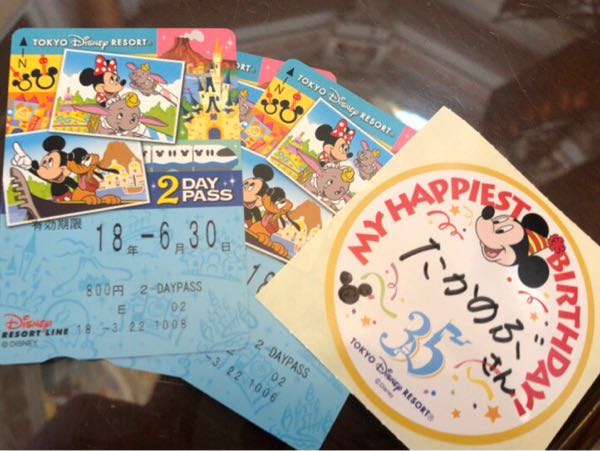 TOKYO Disney RESORT
N
2 DAY PASS
有効期限
18年-6月30日
800円 2-DAYPASS
E 02
Disney
RESORT LINE
18 -3.22 1008
© DISNEY
TOKYO Disney RESORT
N
18
2-DAYPASS
02
-3.22 1006
MY HAPPIEST BIRTHDAY!
たかのぶー
さん
35
TOKYO Disney RESORT®
©Disney